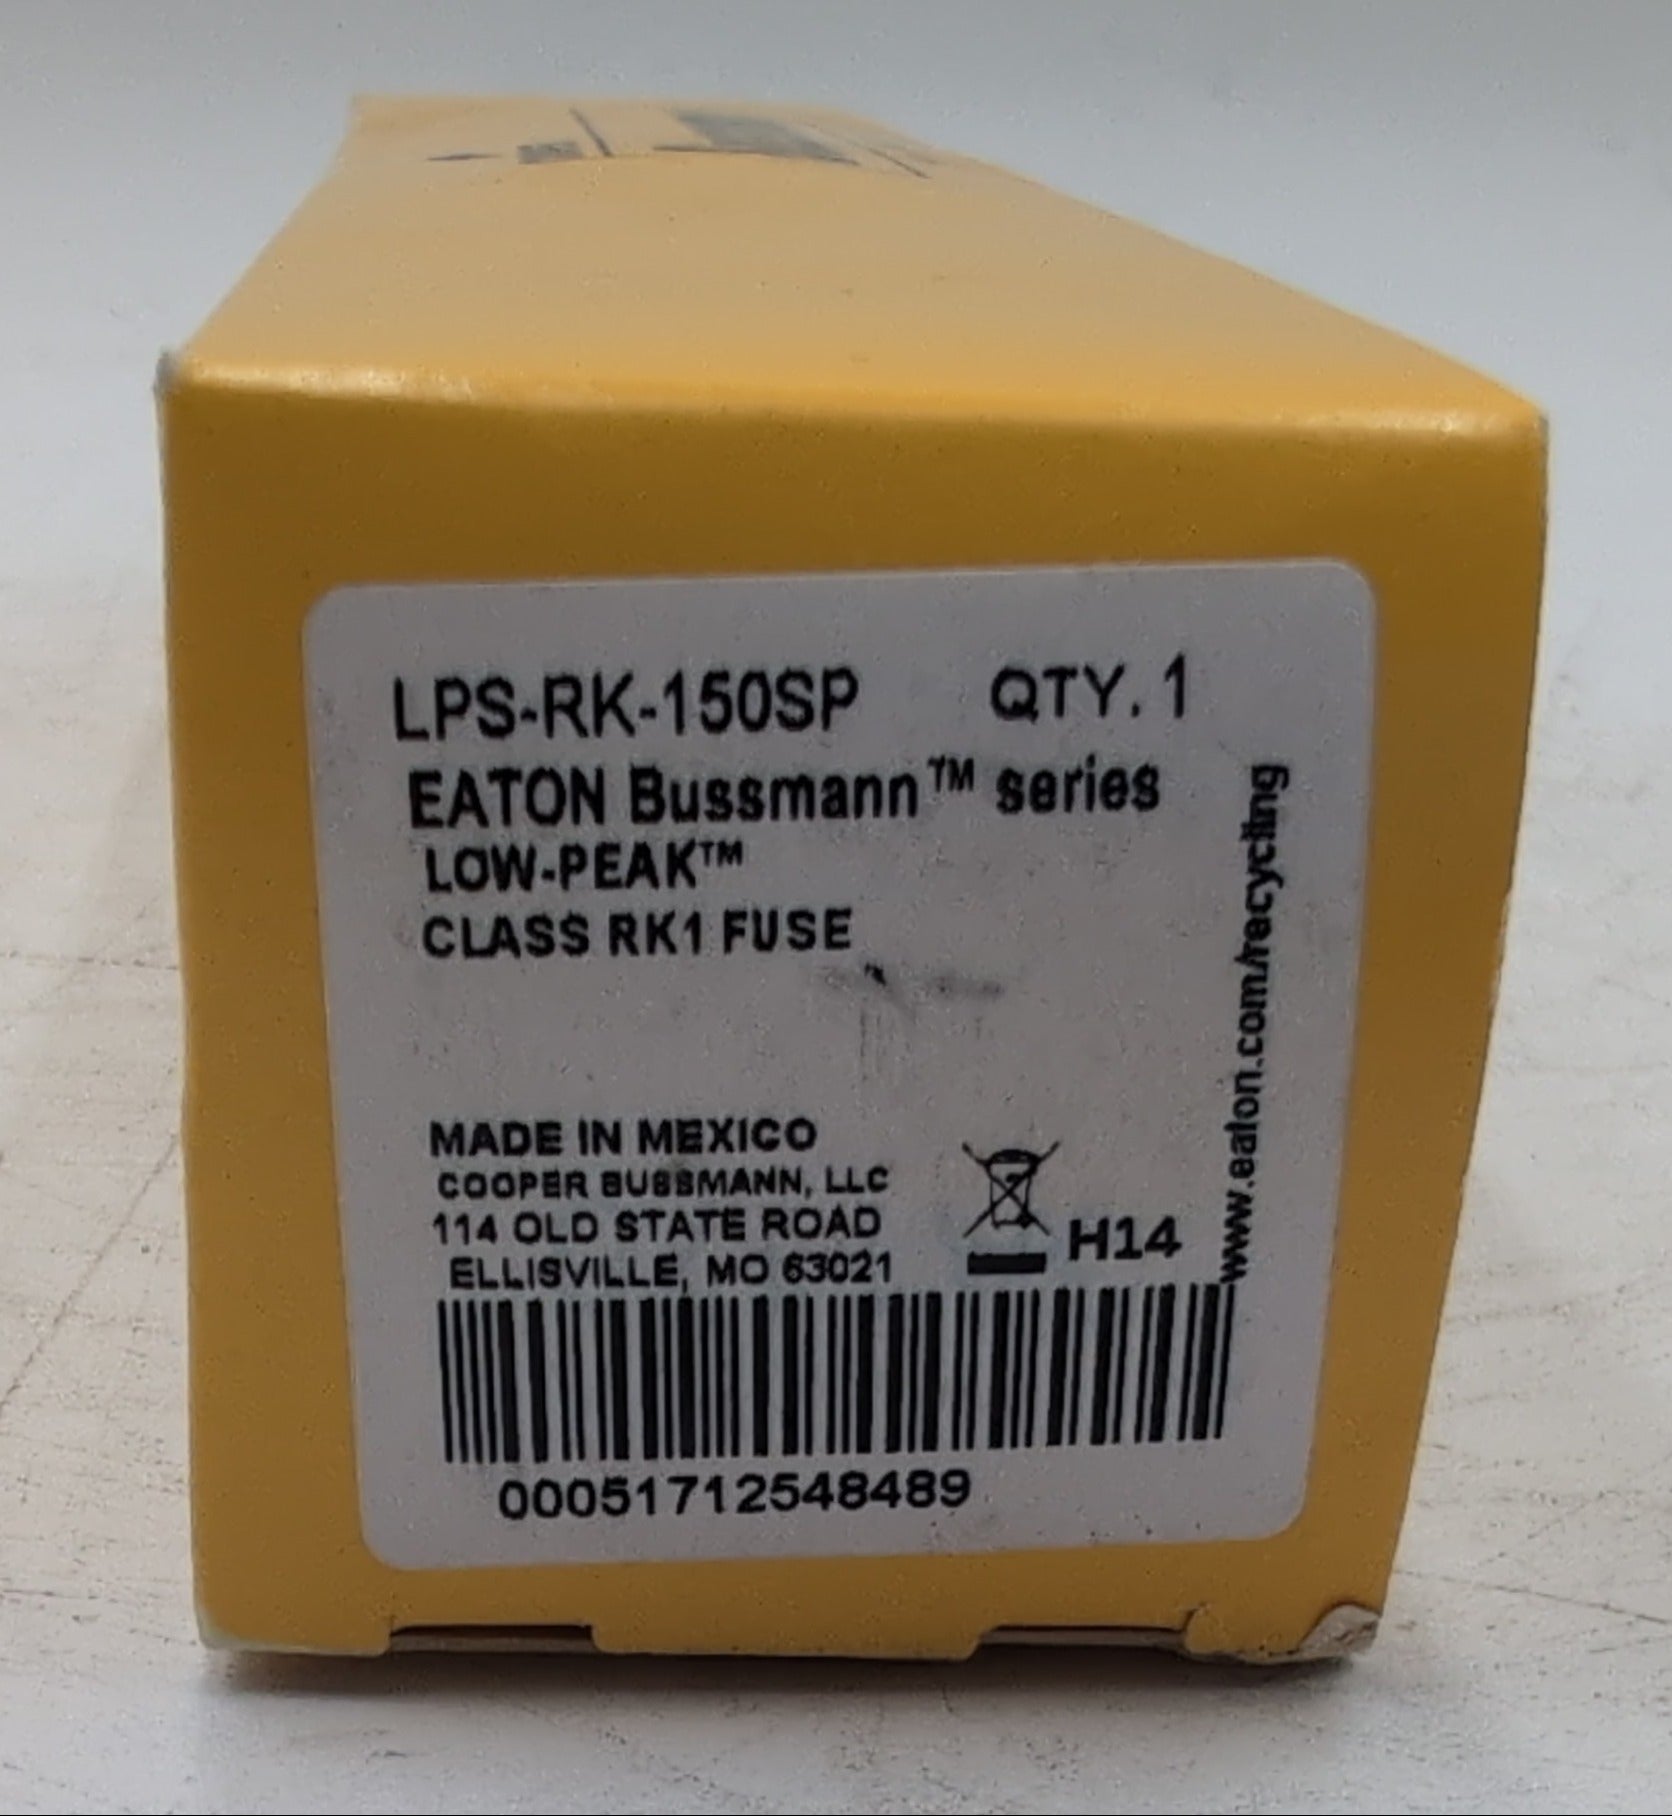 LPS-RK-150SP QTY. 1
EATON Bussmann™ series
LOW-PEAK™
CLASS RK1 FUSE
MADE IN MEXICO
COOPER BUSSMANN, LLC
114 OLD STATE ROAD
ELLISVILLE, MO 63021
H14
www.eaton.com/recycling
00051712548489